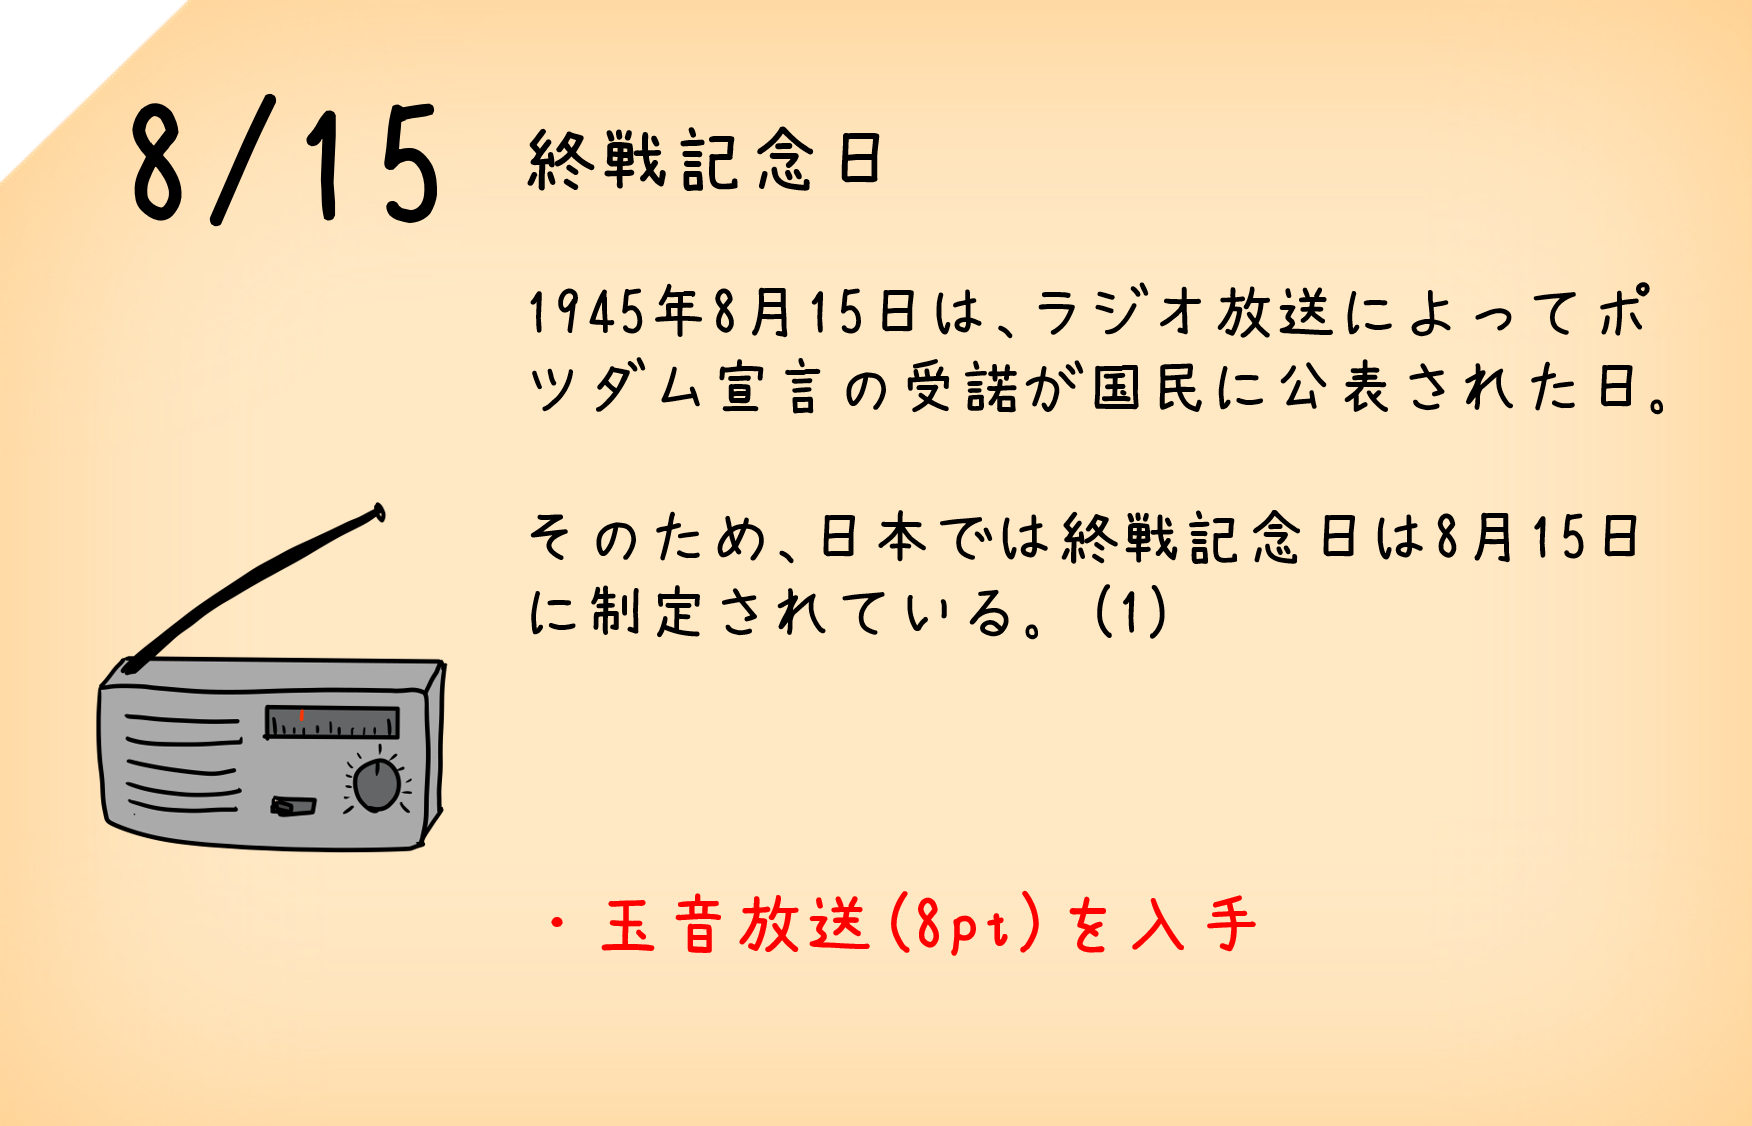 8/15 終戦記念日
1945年8月15日は、ラジオ放送によってポ
ツダム宣言の受諾が国民に公表された日。
そのため、日本では終戦記念日は8月15日
に制定されている。(1)
・玉音放送(8pt)を入手